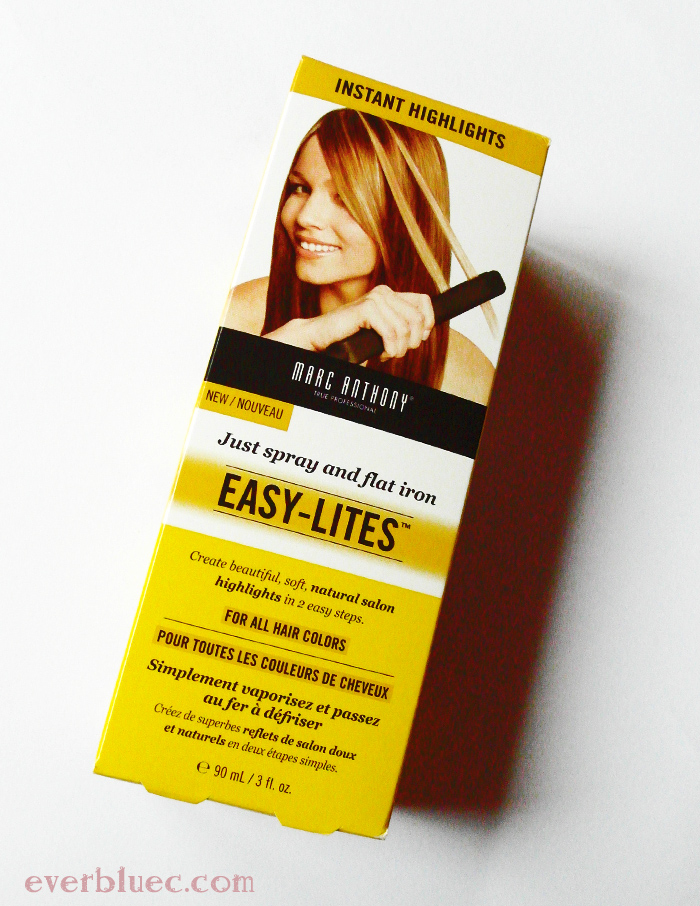 INSTANT HIGHLIGHTS
MARC ANTHONY®
TRUE PROFESSIONAL
NEW / NOUVEAU
Just spray and flat iron
EASY-LITES™
Create beautiful, soft, natural salon
highlights in 2 easy steps.
FOR ALL HAIR COLORS
POUR TOUTES LES COULEURS DE CHEVEUX
Simplement vaporisez et passez
au fer à défriser
Créez de superbes reflets de salon doux
et naturels en deux étapes simples.
℮ 90 mL / 3 fl. oz.
everbluec.com